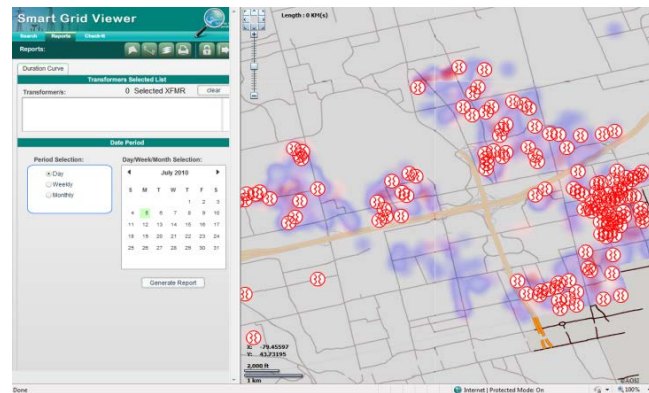 Smart Grid Viewer
Search Reports Check-It
Reports:
Duration Curve
Transformers Selected List
Transformer/s: 0 Selected XFMR clear
Date Period
Period Selection: Day/Week/Month Selection:
Day
Weekly
Monthly
July 2010
S M T W T F S
1 2 3
4 5 6 7 8 9 10
11 12 13 14 15 16 17
18 19 20 21 22 23 24
25 26 27 28 29 30 31
Generate Report
Length : 0 KM(s)
X: -79.45597
Y: 43.73195
2,000 ft
1 km
Done
Internet | Protected Mode: On
100%